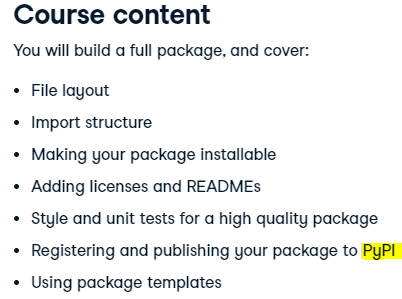 Course content
You will build a full package, and cover:
• File layout
• Import structure
• Making your package installable
• Adding licenses and READMEs
• Style and unit tests for a high quality package
• Registering and publishing your package to PyPI
• Using package templates